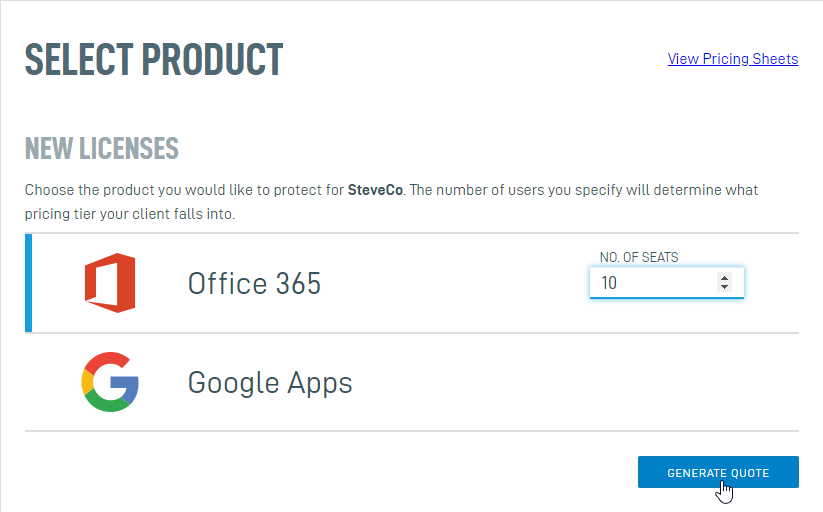 SELECT PRODUCT
View Pricing Sheets
NEW LICENSES
Choose the product you would like to protect for SteveCo. The number of users you specify will determine what
pricing tier your client falls into.
NO. OF SEATS
Office 365
10
Google Apps
GENERATE QUOTE